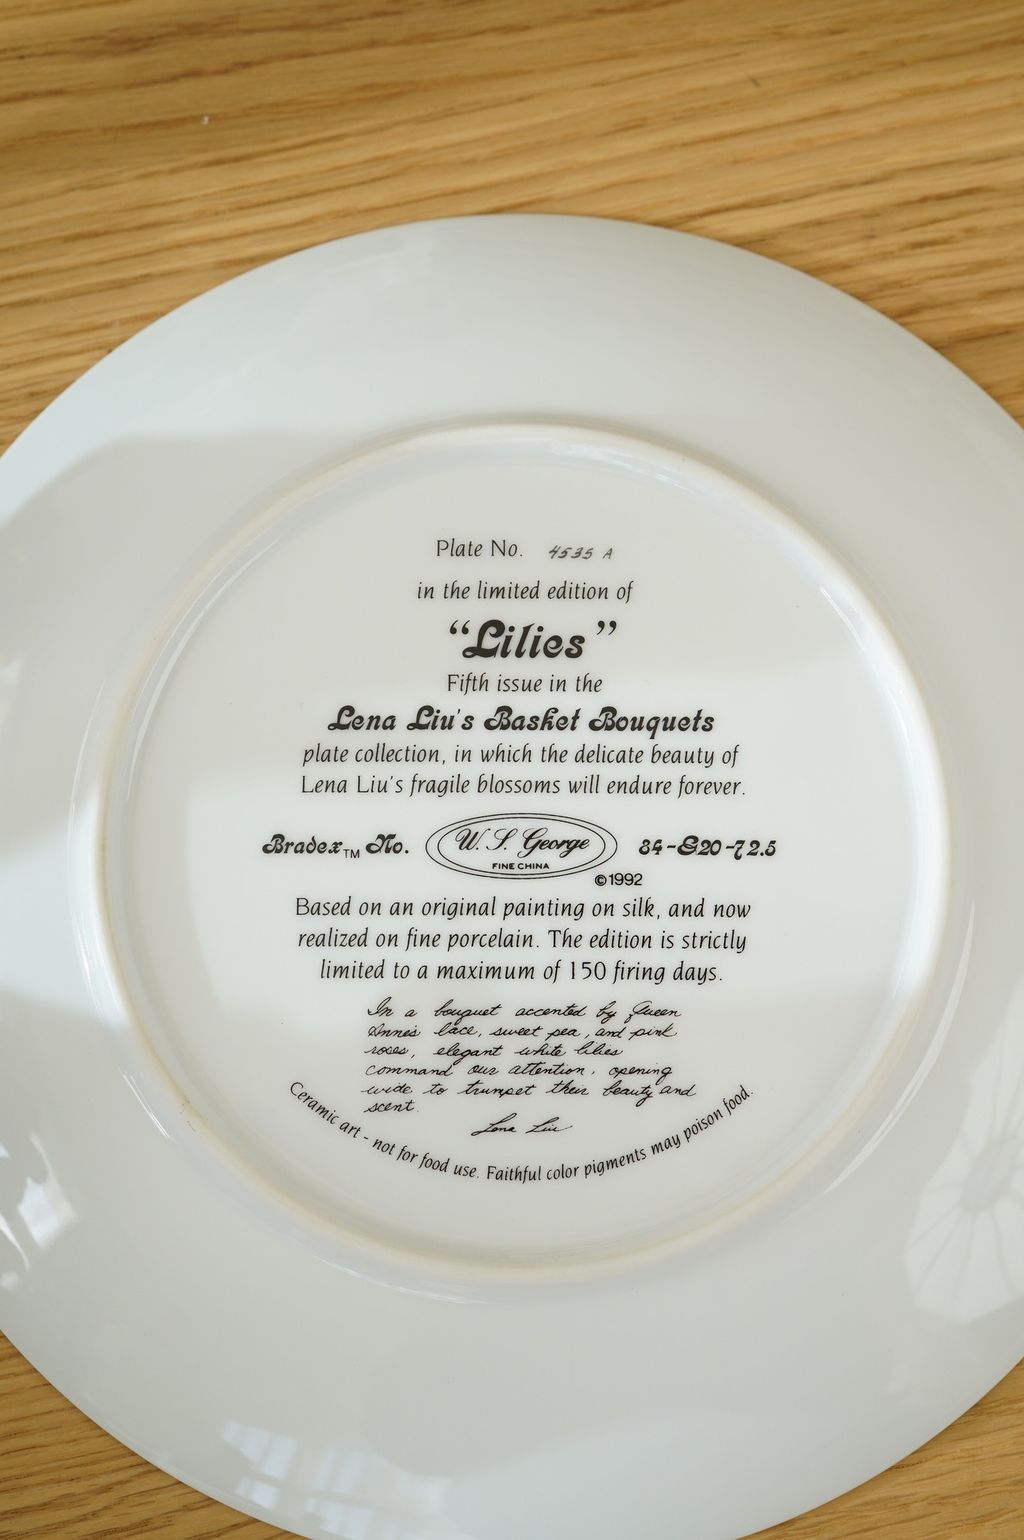 Plate No. 4535 A
in the limited edition of
“Lilies”
Fifth issue in the
Lena Liu's Basket Bouquets
plate collection, in which the delicate beauty of
Lena Liu's fragile blossoms will endure forever.
Bradex™ No. W. S. George 84-G20-72.5
FINE CHINA
©1992
Based on an original painting on silk, and now
realized on fine porcelain. The edition is strictly
limited to a maximum of 150 firing days.
In a bouquet accented by Queen
Anne's lace, sweet pea, and pink
roses, elegant white lilies
command our attention, opening
wide to trumpet their beauty and
scent.
Lena Liu
Ceramic art - not for food use. Faithful color pigments may poison food.